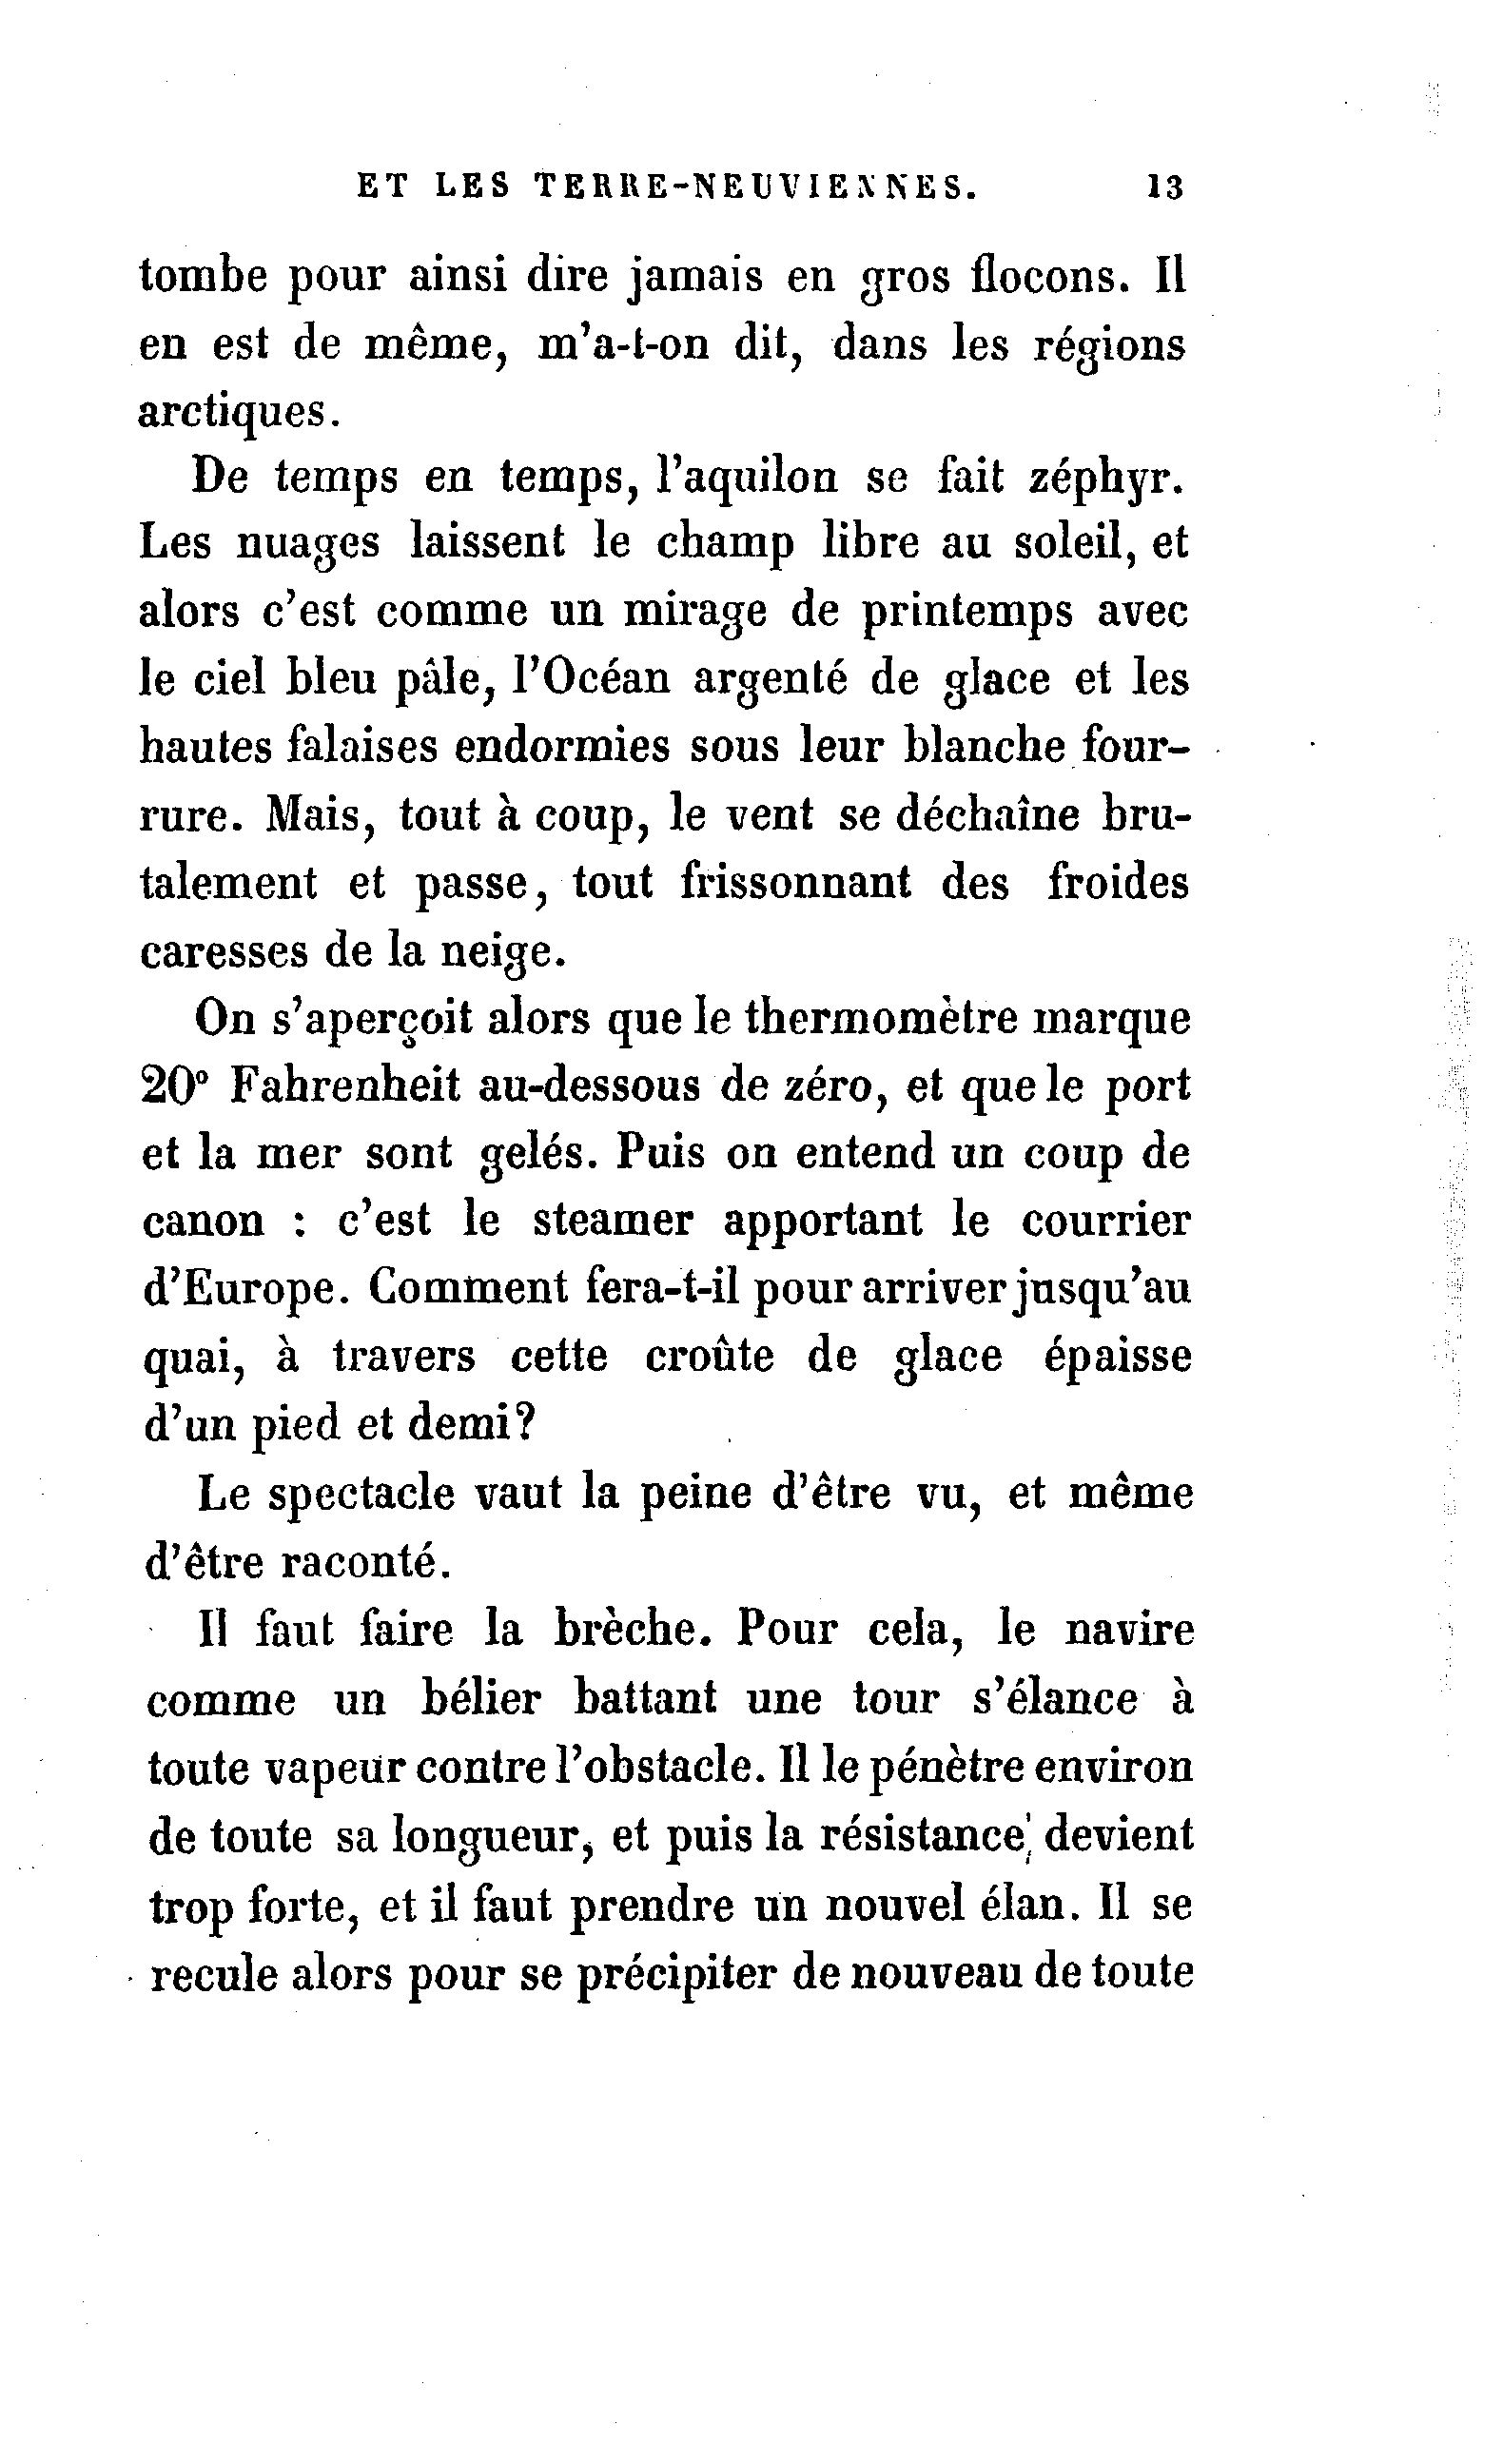 ET LES TERRE-NEUVIENNES. 13
tombe pour ainsi dire jamais en gros flocons. Il
en est de même, m'a-t-on dit, dans les régions
arctiques.
De temps en temps, l'aquilon se fait zéphyr.
Les nuages laissent le champ libre au soleil, et
alors c'est comme un mirage de printemps avec
le ciel bleu pâle, l'Océan argenté de glace et les
hautes falaises endormies sous leur blanche four-
rure. Mais, tout à coup, le vent se déchaîne bru-
talement et passe, tout frissonnant des froides
caresses de la neige.
On s'aperçoit alors que le thermomètre marque
20° Fahrenheit au-dessous de zéro, et que le port
et la mer sont gelés. Puis on entend un coup de
canon : c'est le steamer apportant le courrier
d'Europe. Comment fera-t-il pour arriver jusqu'au
quai, à travers cette croûte de glace épaisse
d'un pied et demi?
Le spectacle vaut la peine d'être vu, et même
d'être raconté.
Il faut faire la brèche. Pour cela, le navire
comme un bélier battant une tour s'élance à
toute vapeur contre l'obstacle. Il le pénètre environ
de toute sa longueur, et puis la résistance devient
trop forte, et il faut prendre un nouvel élan. Il se
recule alors pour se précipiter de nouveau de toute